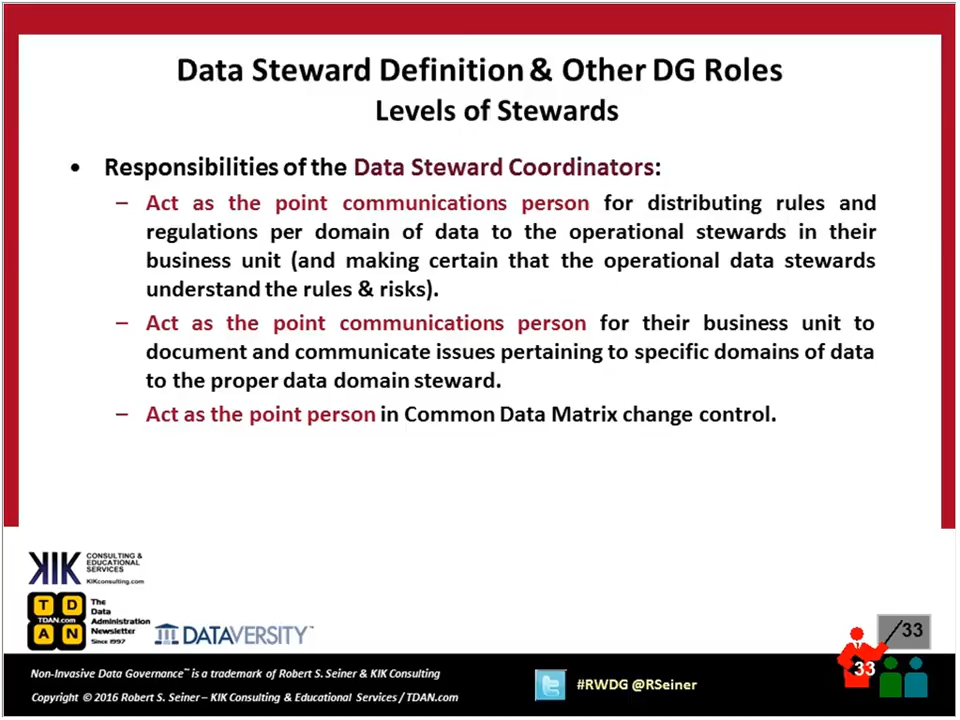 Data Steward Definition & Other DG Roles
Levels of Stewards
• Responsibilities of the Data Steward Coordinators:
– Act as the point communications person for distributing rules and
regulations per domain of data to the operational stewards in their
business unit (and making certain that the operational data stewards
understand the rules & risks).
– Act as the point communications person for their business unit to
document and communicate issues pertaining to specific domains of data
to the proper data domain steward.
– Act as the point person in Common Data Matrix change control.
KIK
CONSULTING &
EDUCATIONAL
SERVICES
KIKconsulting.com
T D
TDAN.com
A N
The
Data
Administration
Newsletter
Since 1997
DATAVERSITY™
33
33
Non-Invasive Data Governance™ is a trademark of Robert S. Seiner & KIK Consulting
Copyright © 2016 Robert S. Seiner – KIK Consulting & Educational Services / TDAN.com
#RWDG @RSeiner